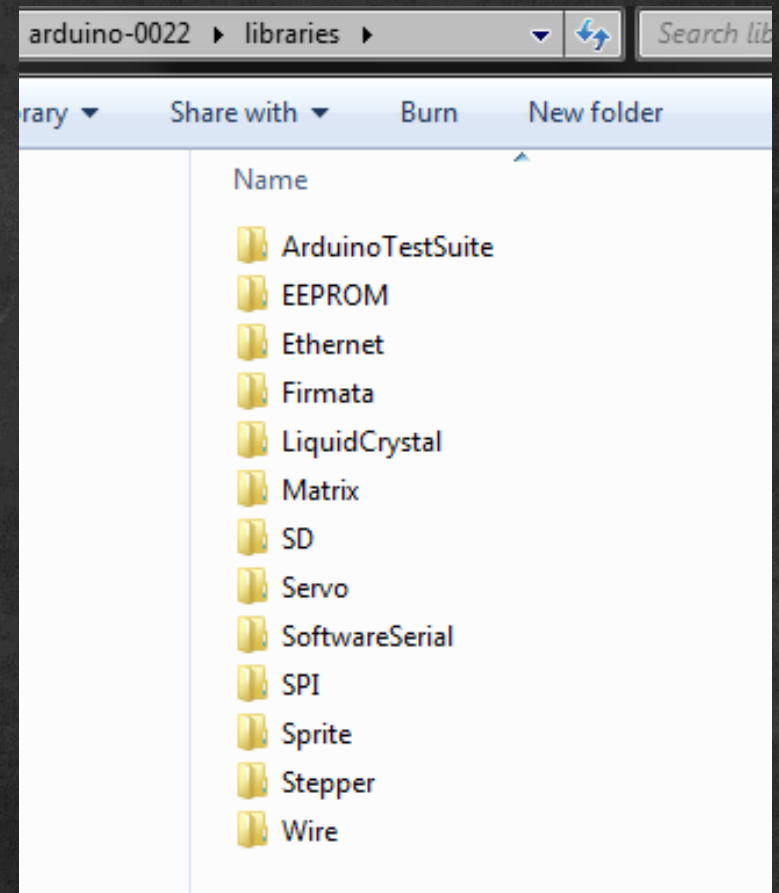 arduino-0022 ▸ libraries ▸ Search lib
rary ▾ Share with ▾ Burn New folder
Name
ArduinoTestSuite
EEPROM
Ethernet
Firmata
LiquidCrystal
Matrix
SD
Servo
SoftwareSerial
SPI
Sprite
Stepper
Wire